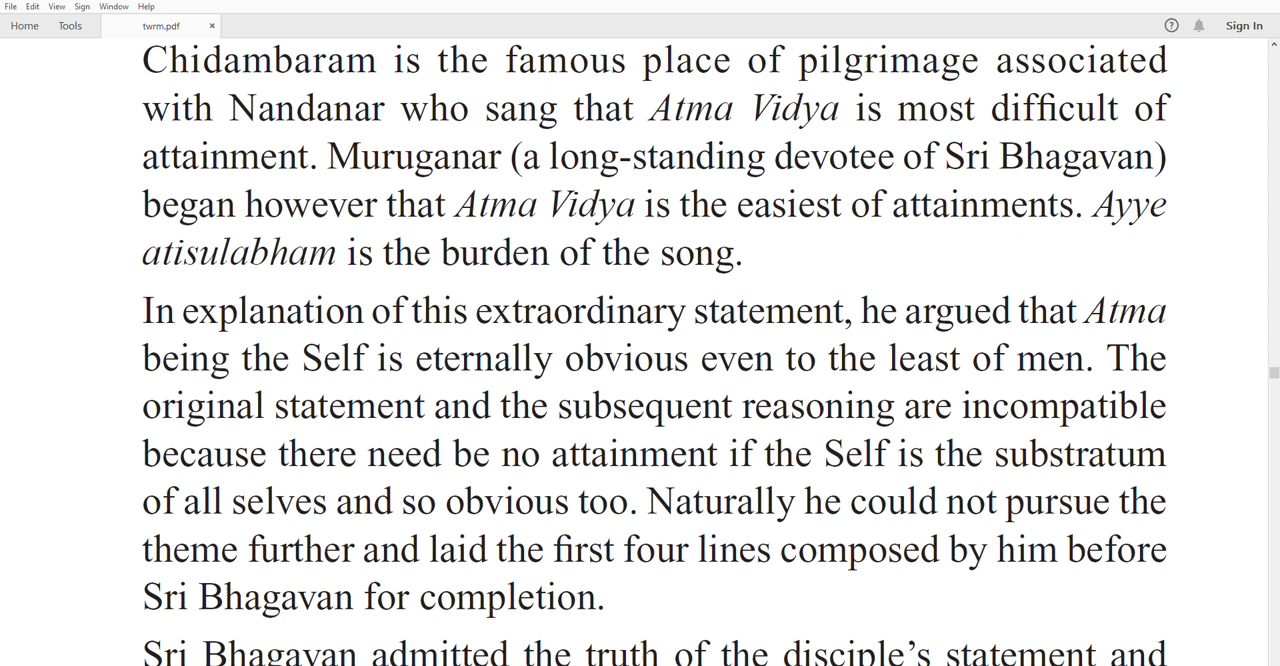 File Edit View Sign Window Help
Home Tools twrm.pdf × ? Sign In
Chidambaram is the famous place of pilgrimage associated
with Nandanar who sang that Atma Vidya is most difficult of
attainment. Muruganar (a long-standing devotee of Sri Bhagavan)
began however that Atma Vidya is the easiest of attainments. Ayye
atisulabham is the burden of the song.
In explanation of this extraordinary statement, he argued that Atma
being the Self is eternally obvious even to the least of men. The
original statement and the subsequent reasoning are incompatible
because there need be no attainment if the Self is the substratum
of all selves and so obvious too. Naturally he could not pursue the
theme further and laid the first four lines composed by him before
Sri Bhagavan for completion.
Sri Bhagavan admitted the truth of the disciple’s statement and